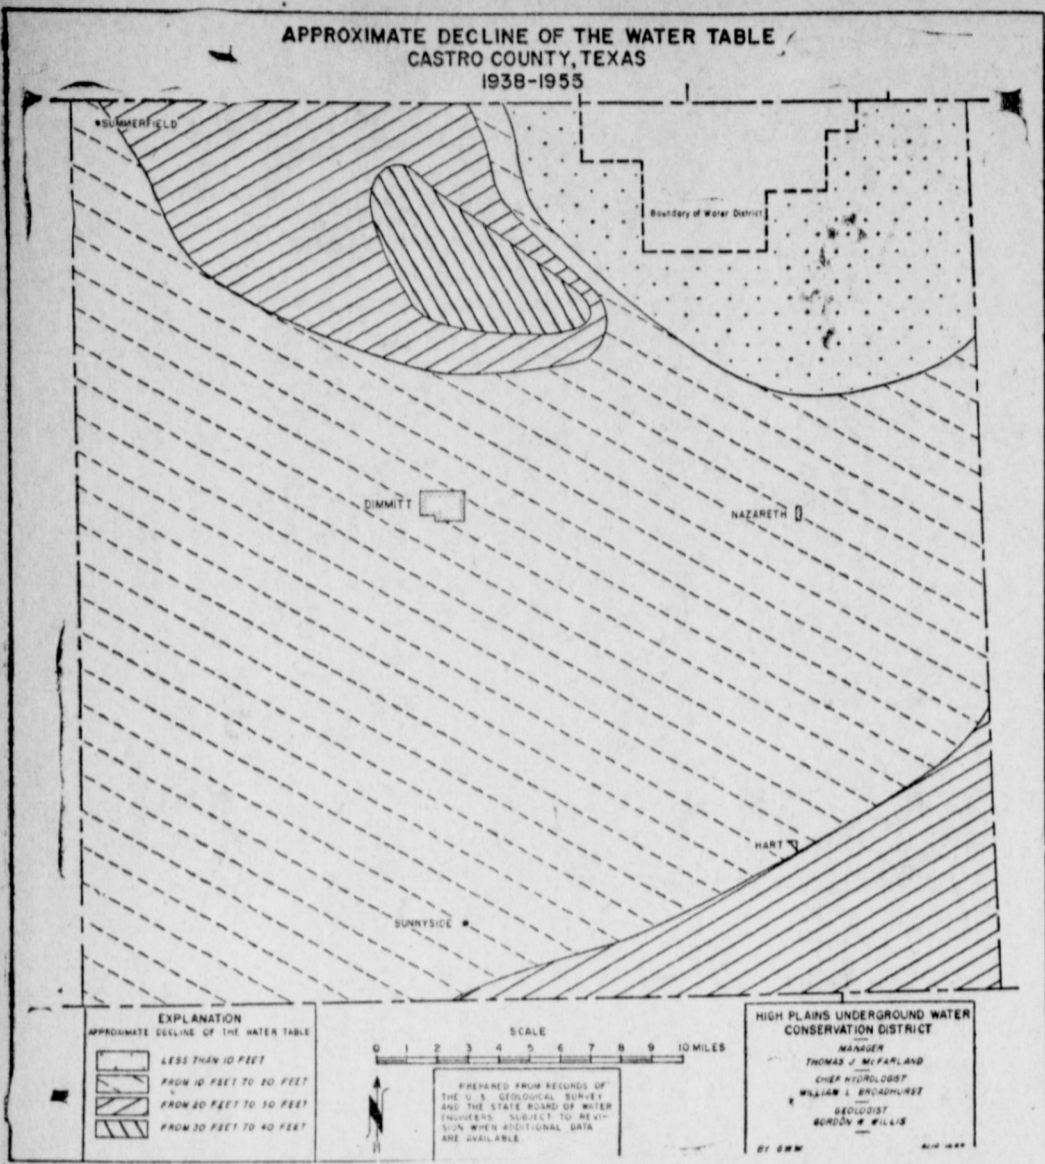 APPROXIMATE DECLINE OF THE WATER TABLE
CASTRO COUNTY, TEXAS
1938-1955
SUMMERFIELD
Boundary of Water District
DIMMITT
NAZARETH
HART
SUNNYSIDE
EXPLANATION
APPROXIMATE DECLINE OF THE WATER TABLE
LESS THAN 10 FEET
FROM 10 FEET TO 20 FEET
FROM 20 FEET TO 30 FEET
FROM 30 FEET TO 40 FEET
SCALE
0 1 2 3 4 5 6 7 8 9 10 MILES
PREPARED FROM RECORDS OF
THE U. S. GEOLOGICAL SURVEY
AND THE STATE BOARD OF WATER
ENGINEERS. SUBJECT TO REVI-
SION WHEN ADDITIONAL DATA
ARE AVAILABLE.
HIGH PLAINS UNDERGROUND WATER
CONSERVATION DISTRICT
MANAGER
THOMAS J. McFARLAND
CHIEF HYDROLOGIST
WILLIAM L. BROADHURST
GEOLOGIST
GORDON W. WILLIS
BY GWW